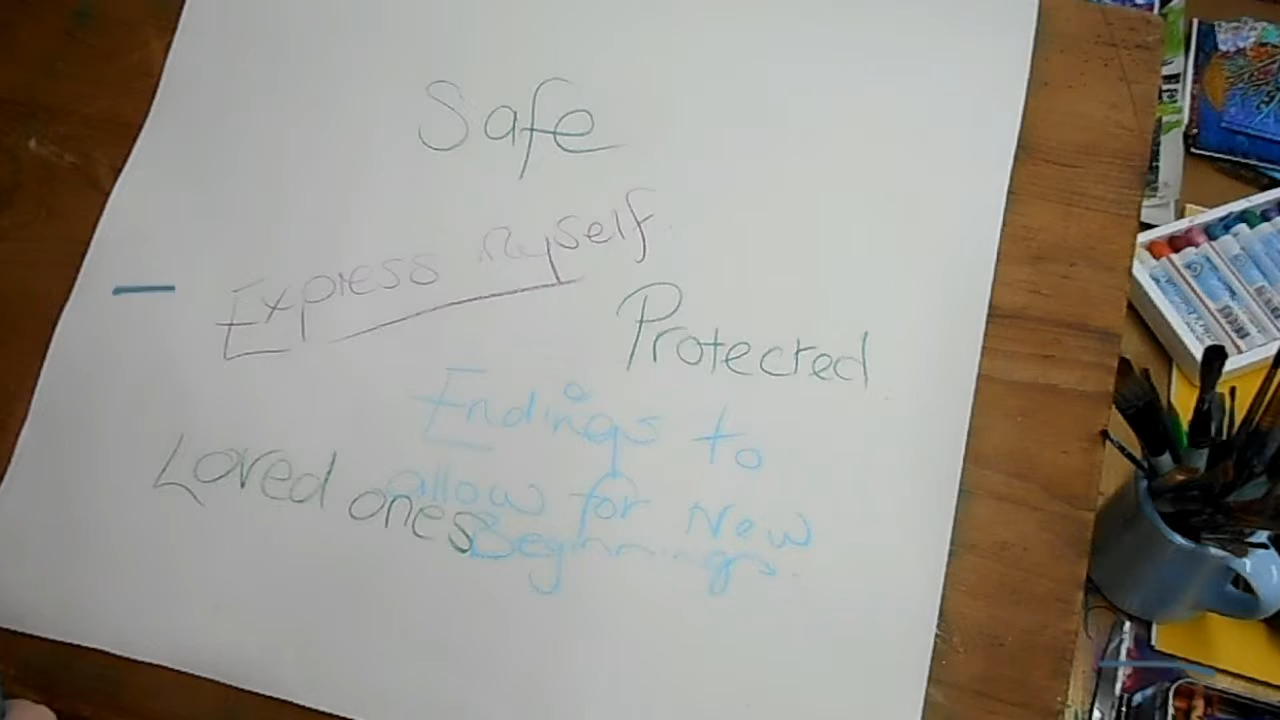 Safe
Express Myself
Protected
Endings to
allow for New
Beginnings
Loved ones